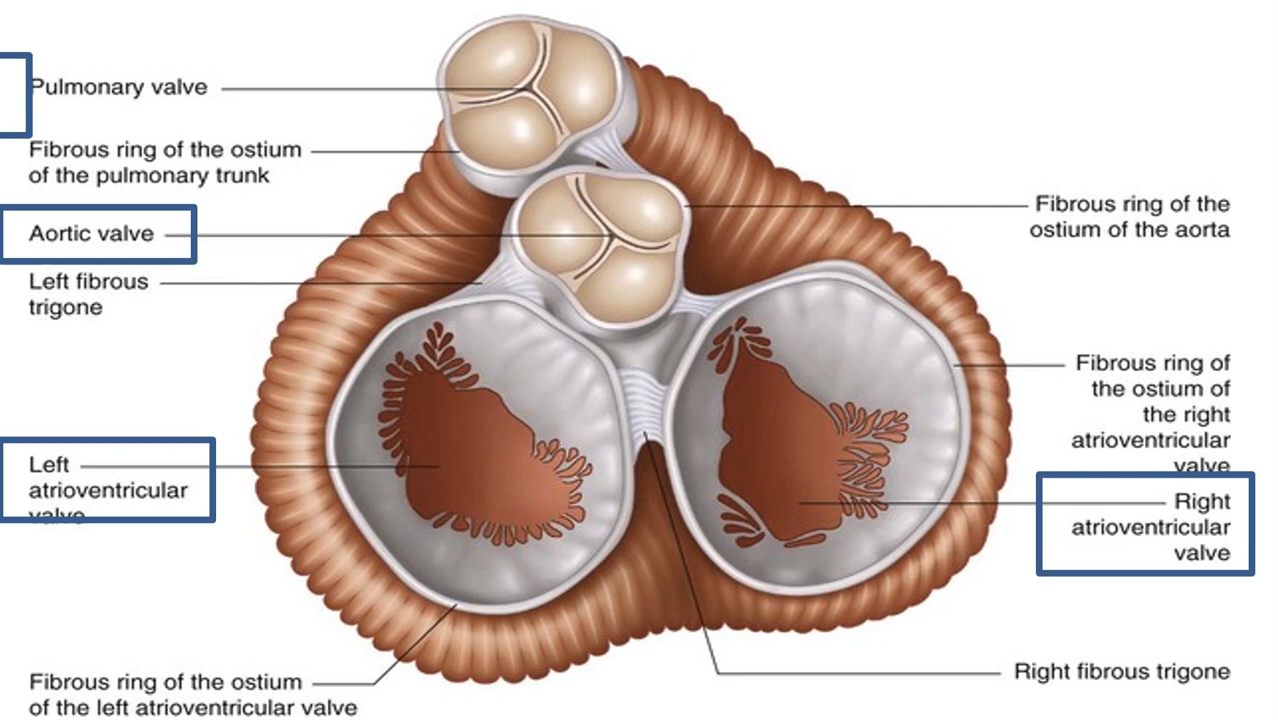 Pulmonary valve
Fibrous ring of the ostium
of the pulmonary trunk
Aortic valve
Left fibrous
trigone
Left
atrioventricular
valve
Fibrous ring of the ostium
of the left atrioventricular valve
Fibrous ring of the
ostium of the aorta
Fibrous ring of
the ostium of
the right
atrioventricular
valve
Right
atrioventricular
valve
Right fibrous trigone